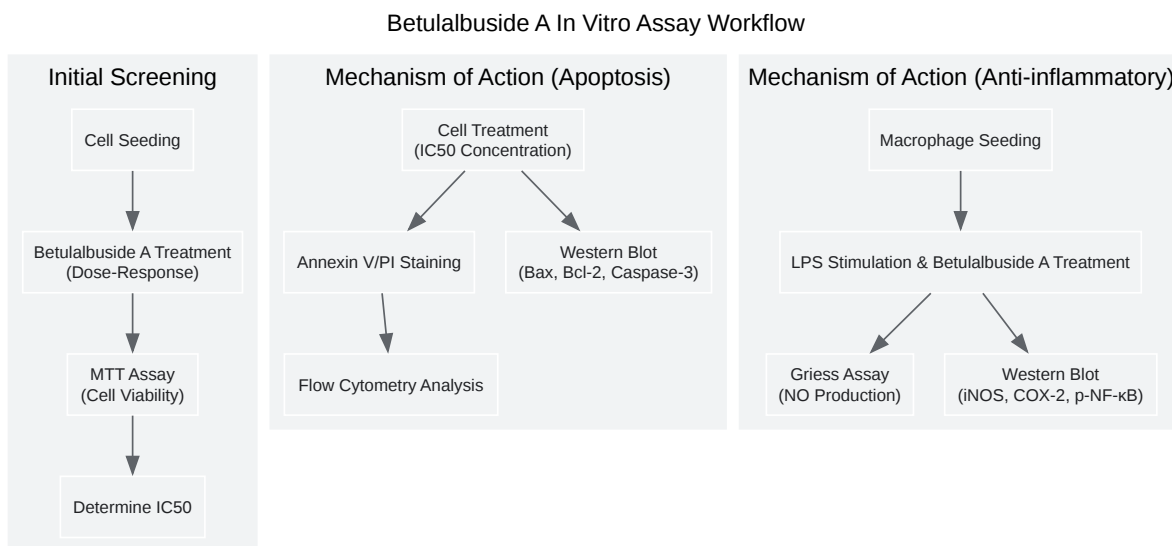 Betulalbuside A In Vitro Assay Workflow
Initial Screening
Cell Seeding
Betulalbuside A Treatment
(Dose-Response)
MTT Assay
(Cell Viability)
Determine IC50
Mechanism of Action (Apoptosis)
Cell Treatment
(IC50 Concentration)
Annexin V/PI Staining
Western Blot
(Bax, Bcl-2, Caspase-3)
Flow Cytometry Analysis
Mechanism of Action (Anti-inflammatory)
Macrophage Seeding
LPS Stimulation & Betulalbuside A Treatment
Griess Assay
(NO Production)
Western Blot
(iNOS, COX-2, p-NF-κB)